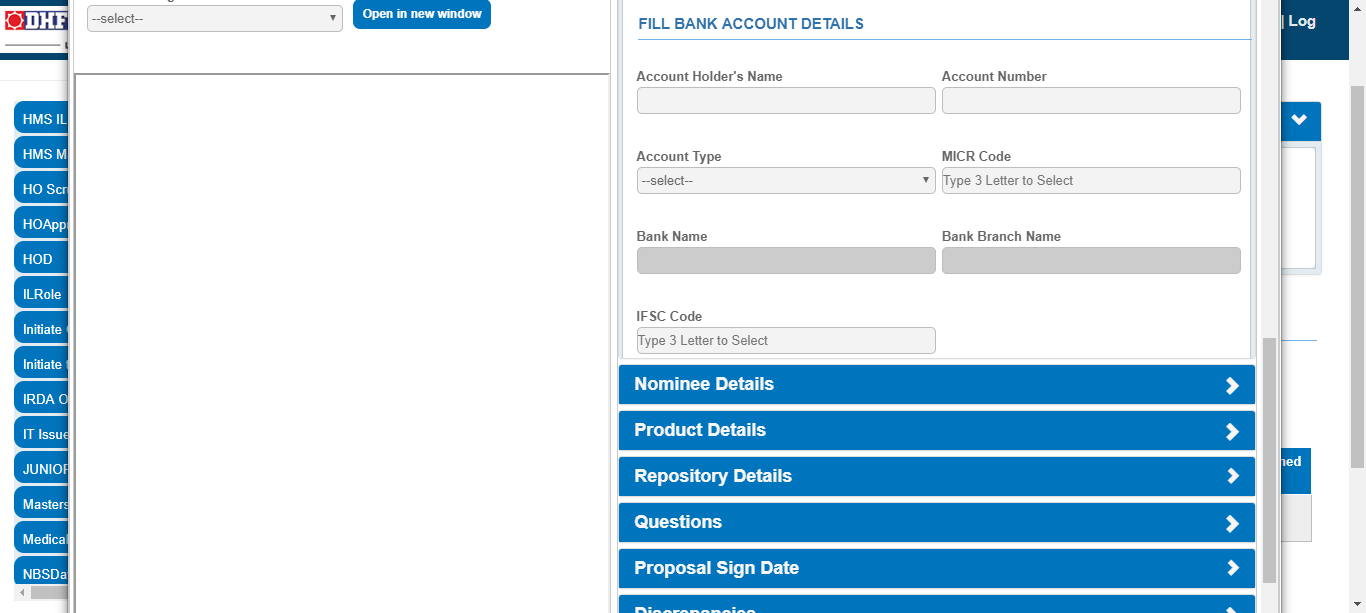 DHF
| Log
--select--
Open in new window
FILL BANK ACCOUNT DETAILS
Account Holder's Name
Account Number
Account Type
MICR Code
--select--
Type 3 Letter to Select
Bank Name
Bank Branch Name
IFSC Code
Type 3 Letter to Select
Nominee Details
Product Details
Repository Details
Questions
Proposal Sign Date
Discrepancies
HMS IL
HMS M
HO Scru
HOAppr
HOD
ILRole
Initiate
Initiate
IRDA O
IT Issue
JUNIOR
Masters
Medical
NBSDa
ned